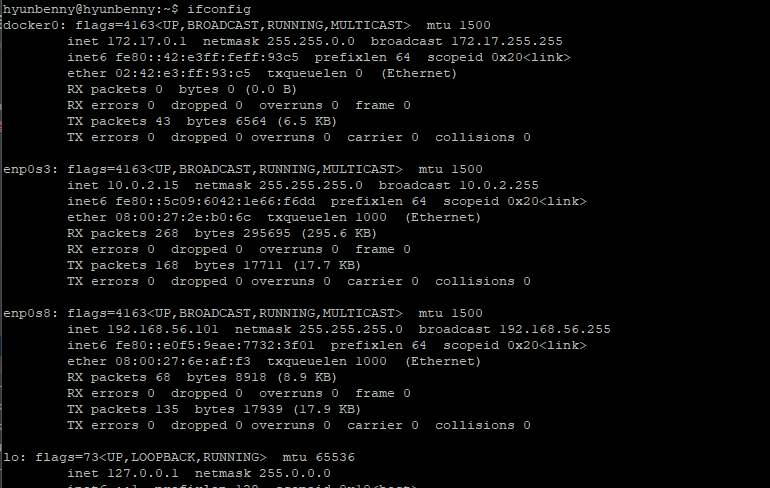 hyunbenny@hyunbenny:~$ ifconfig
docker0: flags=4163<UP,BROADCAST,RUNNING,MULTICAST>  mtu 1500
        inet 172.17.0.1  netmask 255.255.0.0  broadcast 172.17.255.255
        inet6 fe80::42:e3ff:feff:93c5  prefixlen 64  scopeid 0x20<link>
        ether 02:42:e3:ff:93:c5  txqueuelen 0  (Ethernet)
        RX packets 0  bytes 0 (0.0 B)
        RX errors 0  dropped 0  overruns 0  frame 0
        TX packets 43  bytes 6564 (6.5 KB)
        TX errors 0  dropped 0 overruns 0  carrier 0  collisions 0

enp0s3: flags=4163<UP,BROADCAST,RUNNING,MULTICAST>  mtu 1500
        inet 10.0.2.15  netmask 255.255.255.0  broadcast 10.0.2.255
        inet6 fe80::5c09:6042:1e66:f6dd  prefixlen 64  scopeid 0x20<link>
        ether 08:00:27:2e:b0:6c  txqueuelen 1000  (Ethernet)
        RX packets 268  bytes 295695 (295.6 KB)
        RX errors 0  dropped 0  overruns 0  frame 0
        TX packets 168  bytes 17711 (17.7 KB)
        TX errors 0  dropped 0 overruns 0  carrier 0  collisions 0

enp0s8: flags=4163<UP,BROADCAST,RUNNING,MULTICAST>  mtu 1500
        inet 192.168.56.101  netmask 255.255.255.0  broadcast 192.168.56.255
        inet6 fe80::e0f5:9eae:7732:3f01  prefixlen 64  scopeid 0x20<link>
        ether 08:00:27:6e:af:f3  txqueuelen 1000  (Ethernet)
        RX packets 68  bytes 8918 (8.9 KB)
        RX errors 0  dropped 0  overruns 0  frame 0
        TX packets 135  bytes 17939 (17.9 KB)
        TX errors 0  dropped 0 overruns 0  carrier 0  collisions 0

lo: flags=73<UP,LOOPBACK,RUNNING>  mtu 65536
        inet 127.0.0.1  netmask 255.0.0.0